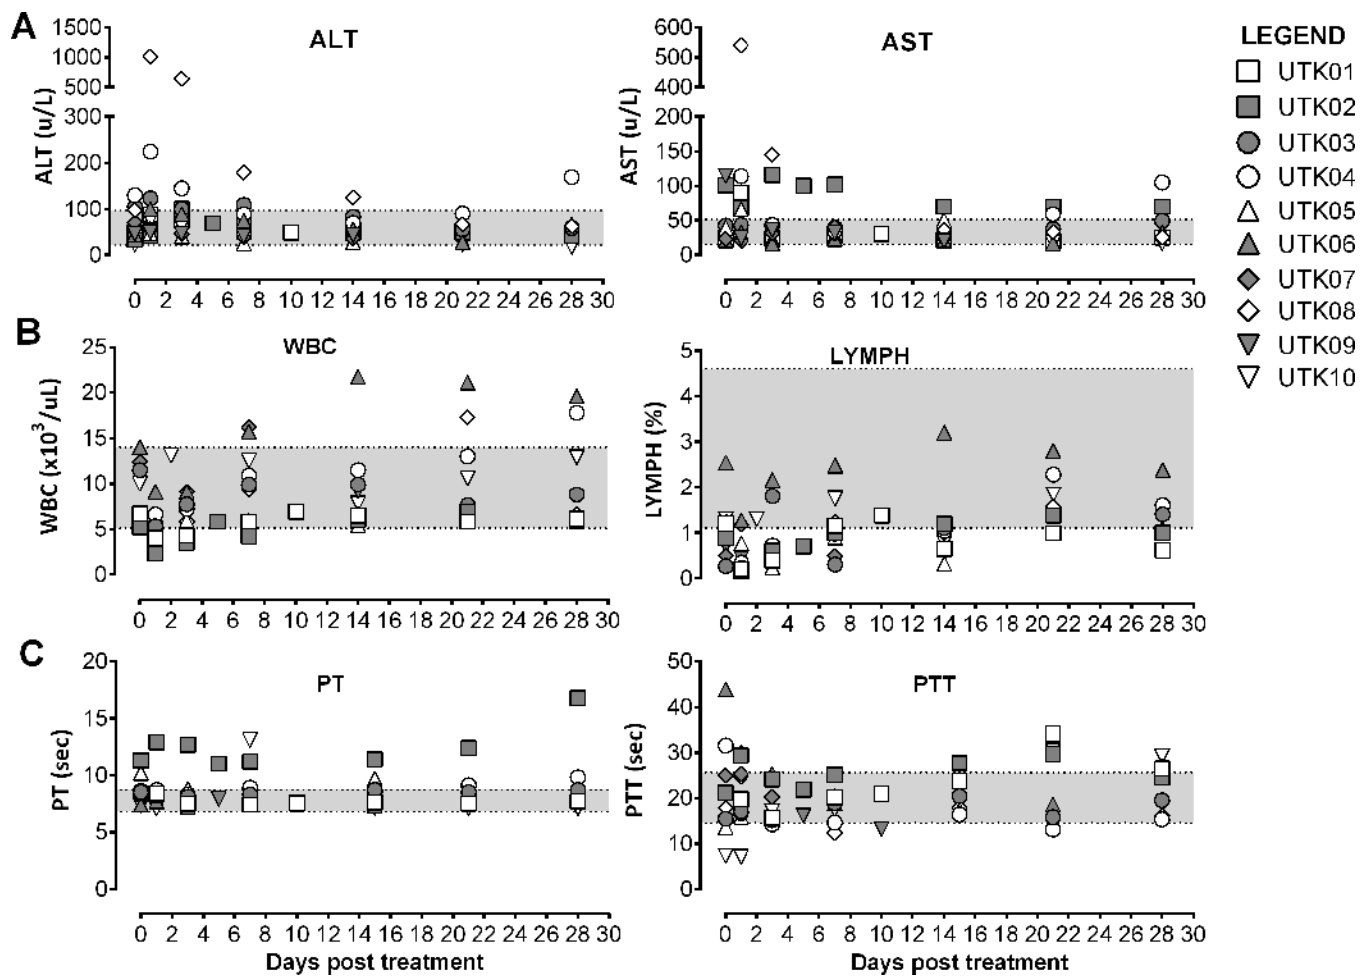 A
ALT
ALT (u/L)
1500
1000
500
300
200
100
0
0 2 4 6 8 10 12 14 16 18 20 22 24 26 28 30
AST
AST (u/L)
600
500
400
200
150
100
50
0
0 2 4 6 8 10 12 14 16 18 20 22 24 26 28 30
LEGEND
UTK01
UTK02
UTK03
UTK04
UTK05
UTK06
UTK07
UTK08
UTK09
UTK10
B
WBC
WBC (x10³/uL)
25
20
15
10
5
0
0 2 4 6 8 10 12 14 16 18 20 22 24 26 28 30
LYMPH
LYMPH (%)
5
4
3
2
1
0
0 2 4 6 8 10 12 14 16 18 20 22 24 26 28 30
C
PT
PT (sec)
20
15
10
5
0
0 2 4 6 8 10 12 14 16 18 20 22 24 26 28 30
Days post treatment
PTT
PTT (sec)
50
40
30
20
10
0
0 2 4 6 8 10 12 14 16 18 20 22 24 26 28 30
Days post treatment